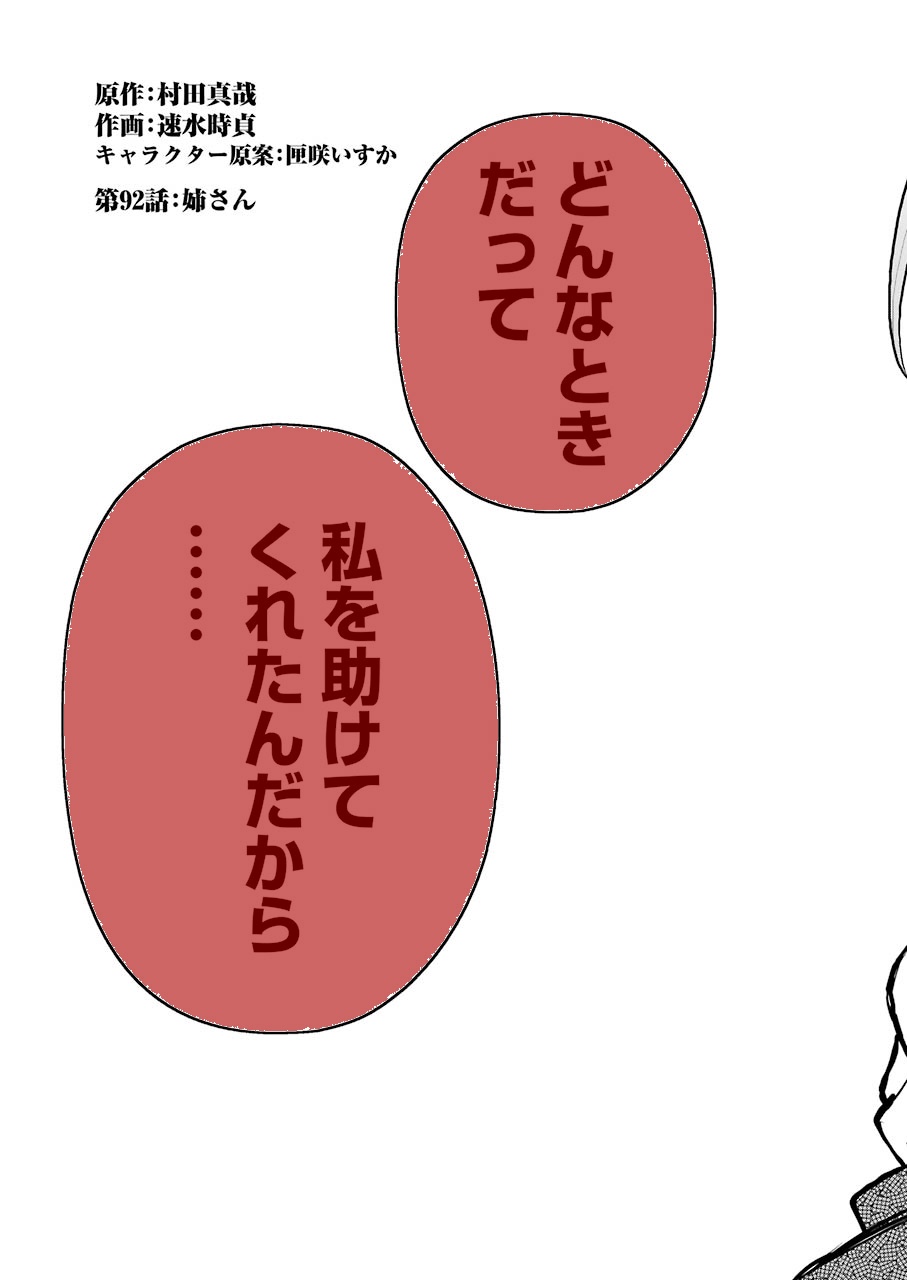 原作：村田真哉
作画：速水時貞
キャラクター原案：匣咲いすか
第92話：姉さん
どんなとき
だって
私を助けて
くれたんだから
……